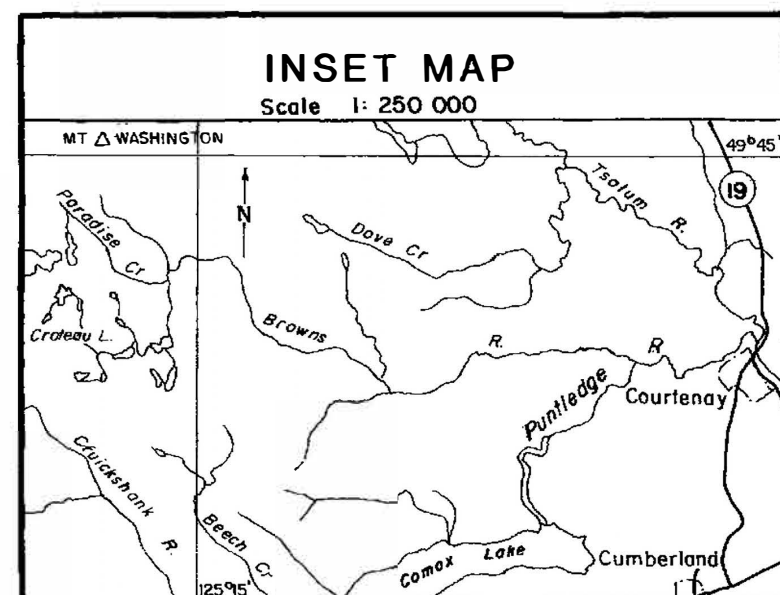 INSET MAP
Scale 1: 250 000
MT △ WASHINGTON
49°45'
19
Tsolum R.
Paradise Cr
N
Dove Cr
Croteau L.
Browns R.
R.
Puntledge
Courtenay
Cruickshank R.
Beech Cr
Comox Lake
Cumberland
125°15'